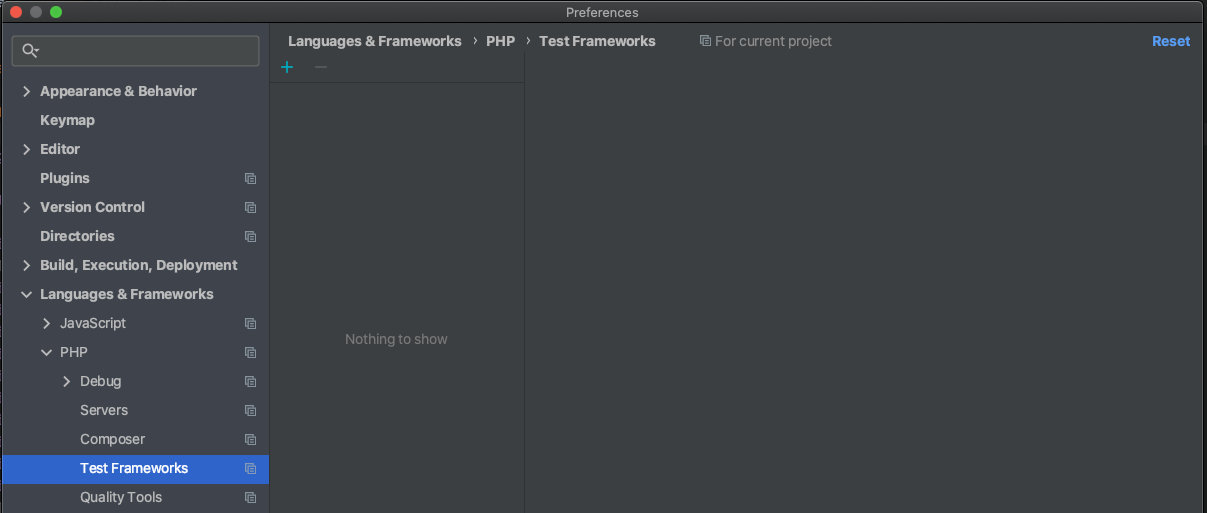 Preferences
Languages & Frameworks › PHP › Test Frameworks For current project Reset
Appearance & Behavior
Keymap
Editor
Plugins
Version Control
Directories
Build, Execution, Deployment
Languages & Frameworks
JavaScript
PHP
Debug
Servers
Composer
Test Frameworks
Quality Tools
Nothing to show